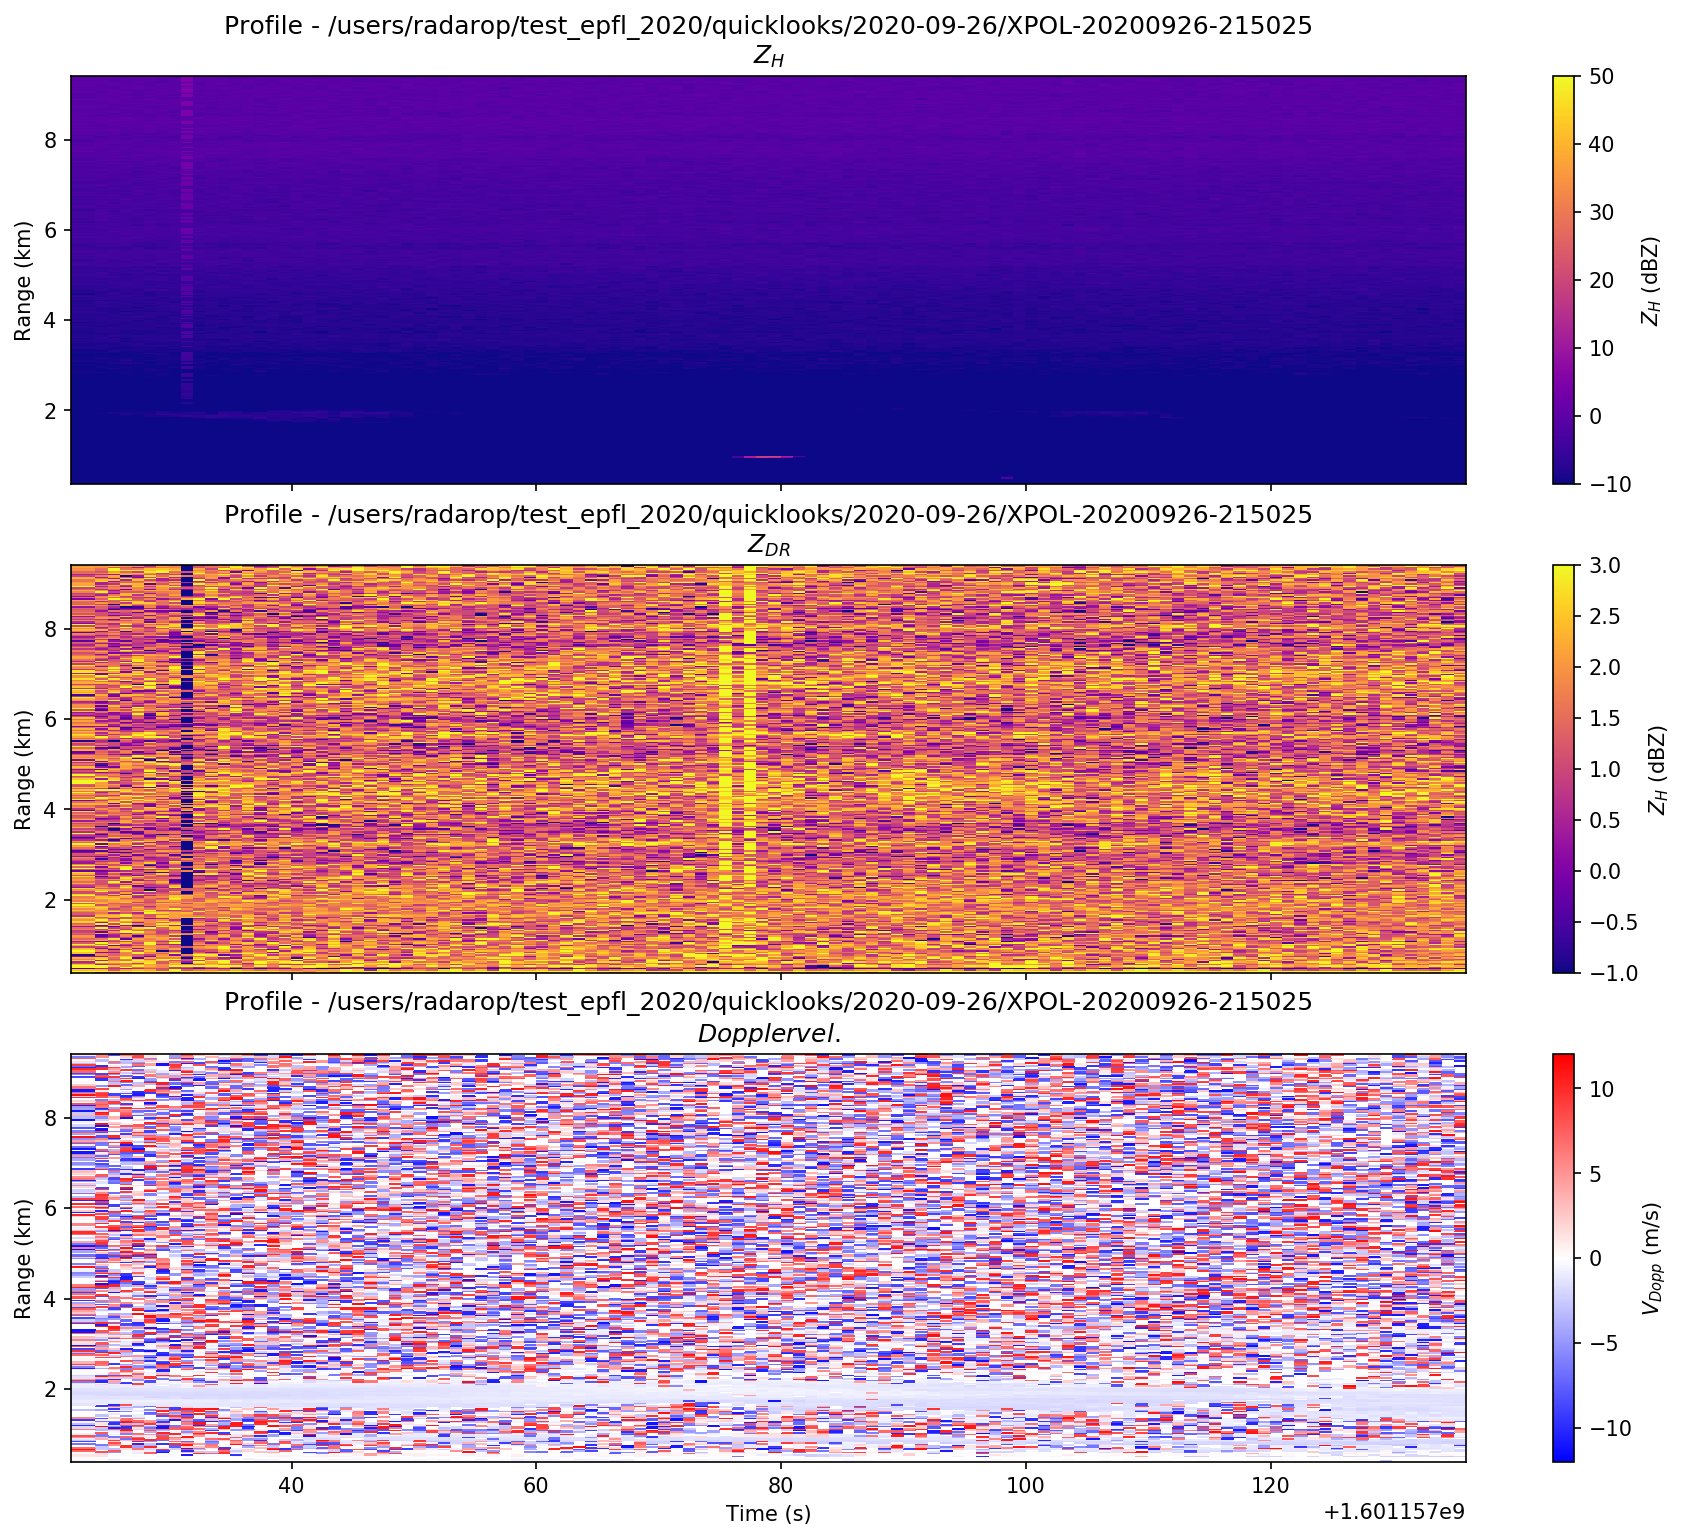 Profile - /users/radarop/test_epfl_2020/quicklooks/2020-09-26/XPOL-20200926-215025
Z_H
8
6
4
2
Range (km)
50
40
30
20
10
0
−10
Z_H (dBZ)
Profile - /users/radarop/test_epfl_2020/quicklooks/2020-09-26/XPOL-20200926-215025
Z_DR
8
6
4
2
Range (km)
3.0
2.5
2.0
1.5
1.0
0.5
0.0
−0.5
−1.0
Z_H (dBZ)
Profile - /users/radarop/test_epfl_2020/quicklooks/2020-09-26/XPOL-20200926-215025
Dopplervel.
8
6
4
2
Range (km)
10
5
0
−5
−10
V_Dopp (m/s)
40 60 80 100 120
Time (s)
+1.601157e9